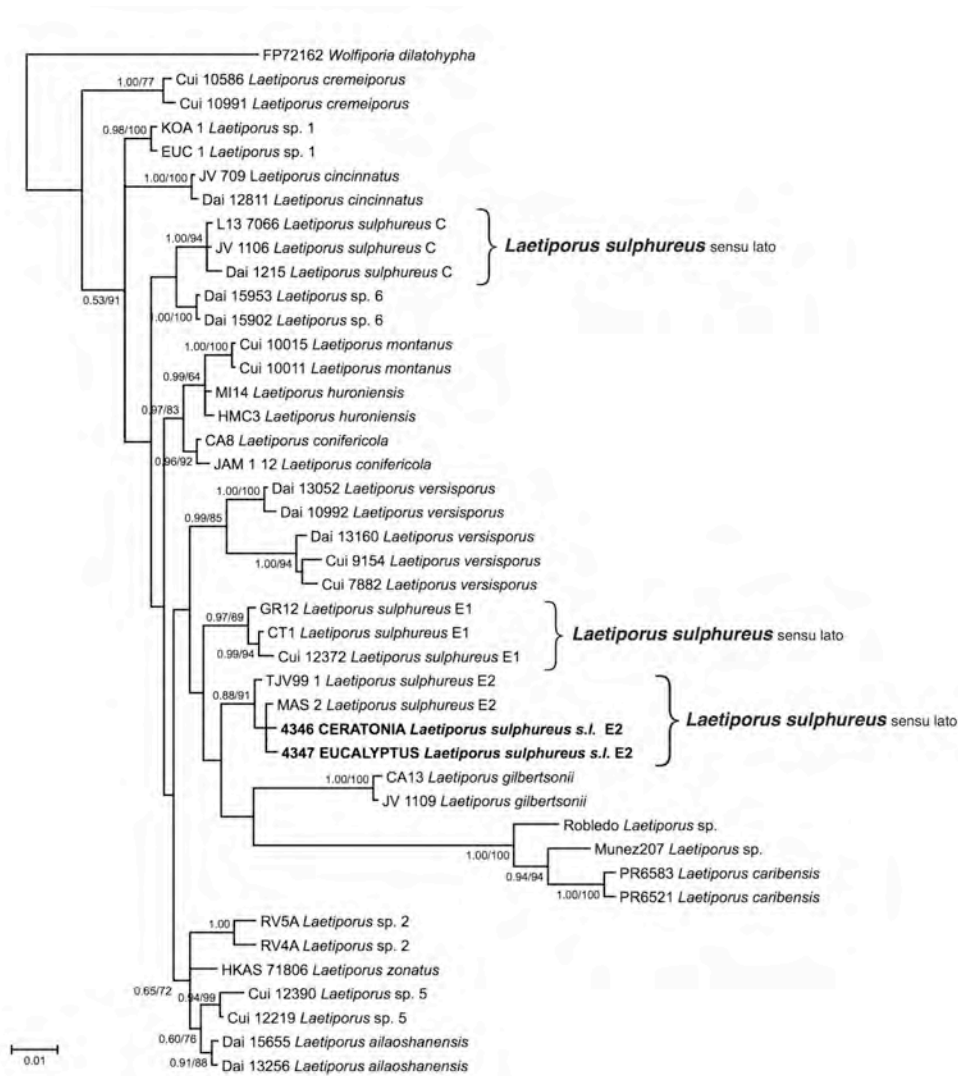 FP72162 Wolfiporia dilatohypha
1.00/77
Cui 10586 Laetiporus cremeiporus
Cui 10991 Laetiporus cremeiporus
0.98/100
KOA 1 Laetiporus sp. 1
EUC 1 Laetiporus sp. 1
1.00/100
JV 709 Laetiporus cincinnatus
Dai 12811 Laetiporus cincinnatus
L13 7066 Laetiporus sulphureus C
1.00/94
JV 1106 Laetiporus sulphureus C
Laetiporus sulphureus sensu lato
Dai 1215 Laetiporus sulphureus C
0.53/91
Dai 15953 Laetiporus sp. 6
1.00/100
Dai 15902 Laetiporus sp. 6
1.00/100
Cui 10015 Laetiporus montanus
Cui 10011 Laetiporus montanus
0.99/64
MI14 Laetiporus huroniensis
0.97/83
HMC3 Laetiporus huroniensis
CA8 Laetiporus conifericola
0.96/92
JAM 1 12 Laetiporus conifericola
1.00/100
Dai 13052 Laetiporus versisporus
Dai 10992 Laetiporus versisporus
0.99/85
Dai 13160 Laetiporus versisporus
1.00/94
Cui 9154 Laetiporus versisporus
Cui 7882 Laetiporus versisporus
GR12 Laetiporus sulphureus E1
0.97/69
CT1 Laetiporus sulphureus E1
Laetiporus sulphureus sensu lato
0.99/94
Cui 12372 Laetiporus sulphureus E1
TJV99 1 Laetiporus sulphureus E2
0.88/91
MAS 2 Laetiporus sulphureus E2
Laetiporus sulphureus sensu lato
4346 CERATONIA Laetiporus sulphureus s.l. E2
4347 EUCALYPTUS Laetiporus sulphureus s.l. E2
1.00/100
CA13 Laetiporus gilbertsonii
JV 1109 Laetiporus gilbertsonii
Robledo Laetiporus sp.
1.00/100
Munez207 Laetiporus sp.
0.94/94
PR6583 Laetiporus caribensis
1.00/100
PR6521 Laetiporus caribensis
1.00
RV5A Laetiporus sp. 2
RV4A Laetiporus sp. 2
HKAS 71806 Laetiporus zonatus
0.65/72
0.94/99
Cui 12390 Laetiporus sp. 5
Cui 12219 Laetiporus sp. 5
0.60/76
Dai 15655 Laetiporus ailaoshanensis
0.91/88
Dai 13256 Laetiporus ailaoshanensis
0.01